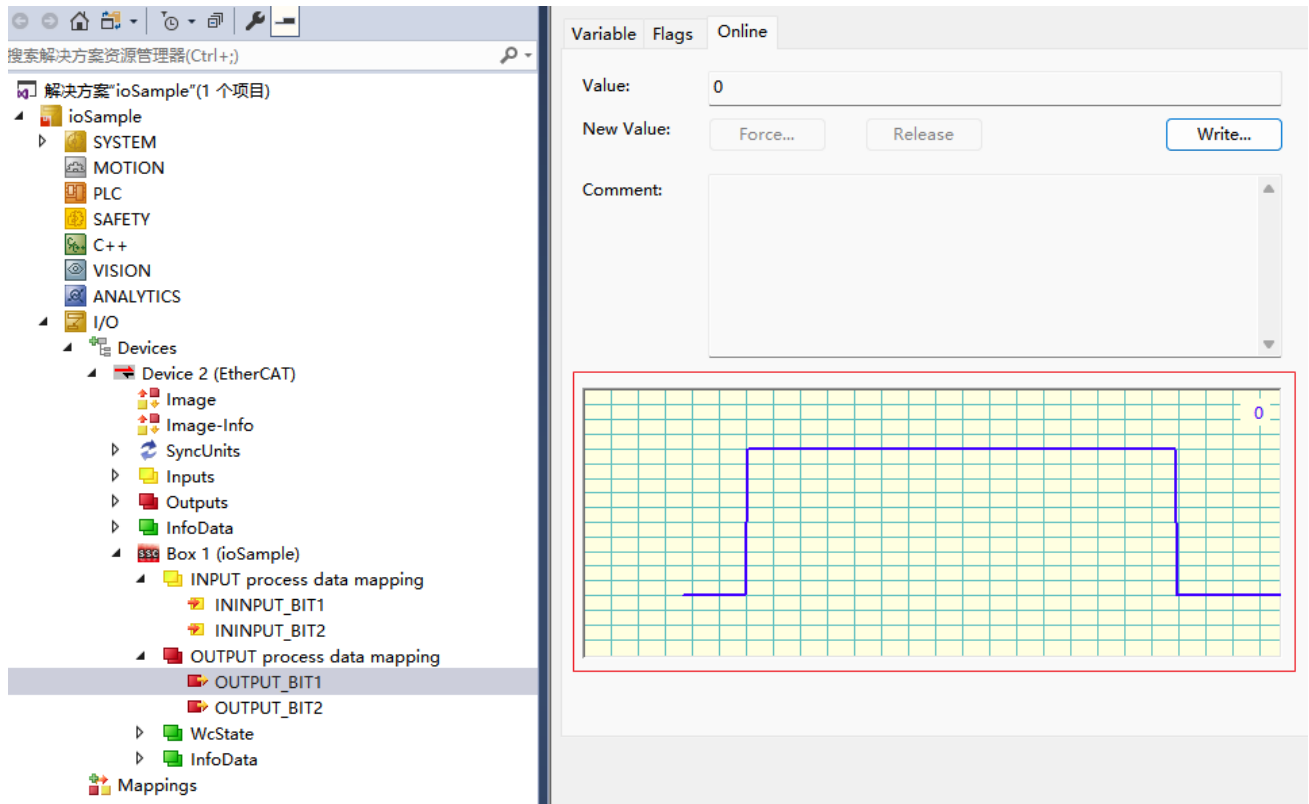 搜索解决方案资源管理器(Ctrl+;)
解决方案"ioSample"(1 个项目)
ioSample
SYSTEM
MOTION
PLC
SAFETY
C++
VISION
ANALYTICS
I/O
Devices
Device 2 (EtherCAT)
Image
Image-Info
SyncUnits
Inputs
Outputs
InfoData
Box 1 (ioSample)
INPUT process data mapping
ININPUT_BIT1
ININPUT_BIT2
OUTPUT process data mapping
OUTPUT_BIT1
OUTPUT_BIT2
WcState
InfoData
Mappings
Variable Flags Online
Value: 0
New Value: Force... Release Write...
Comment:
0